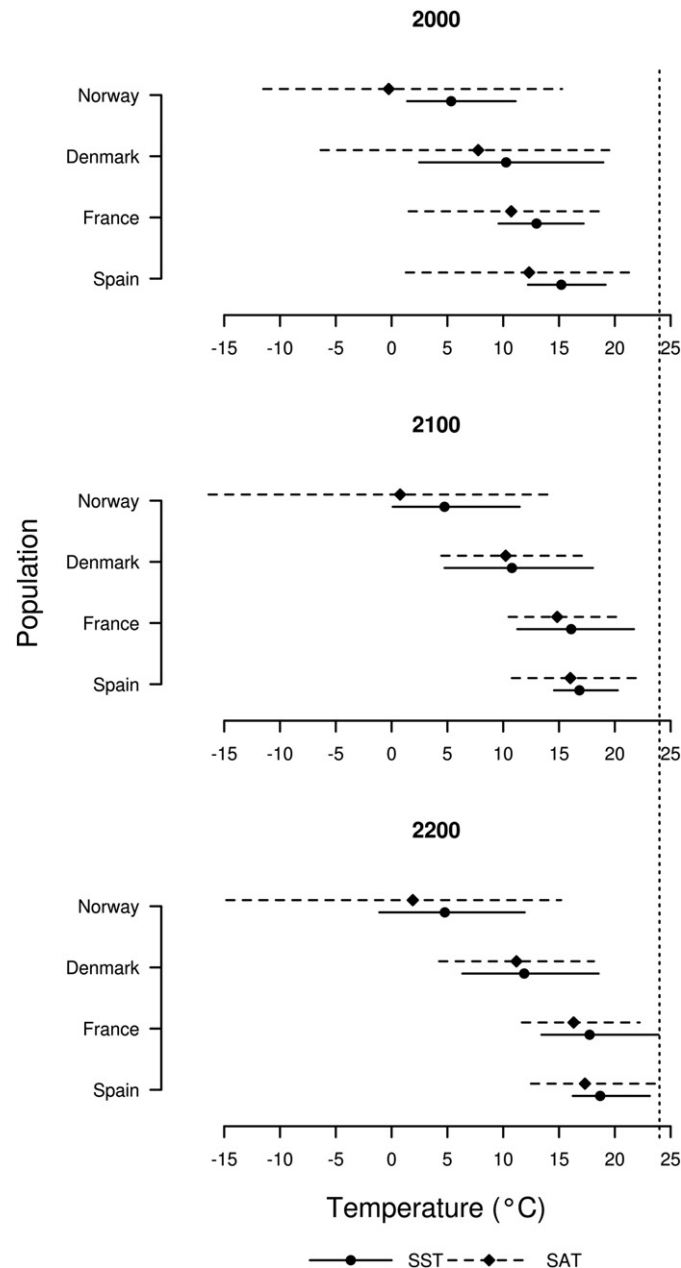 2000
Norway
Denmark
France
Spain
-15 -10 -5 0 5 10 15 20 25
2100
Norway
Denmark
France
Spain
-15 -10 -5 0 5 10 15 20 25
Population
2200
Norway
Denmark
France
Spain
-15 -10 -5 0 5 10 15 20 25
Temperature (°C)
SST SAT